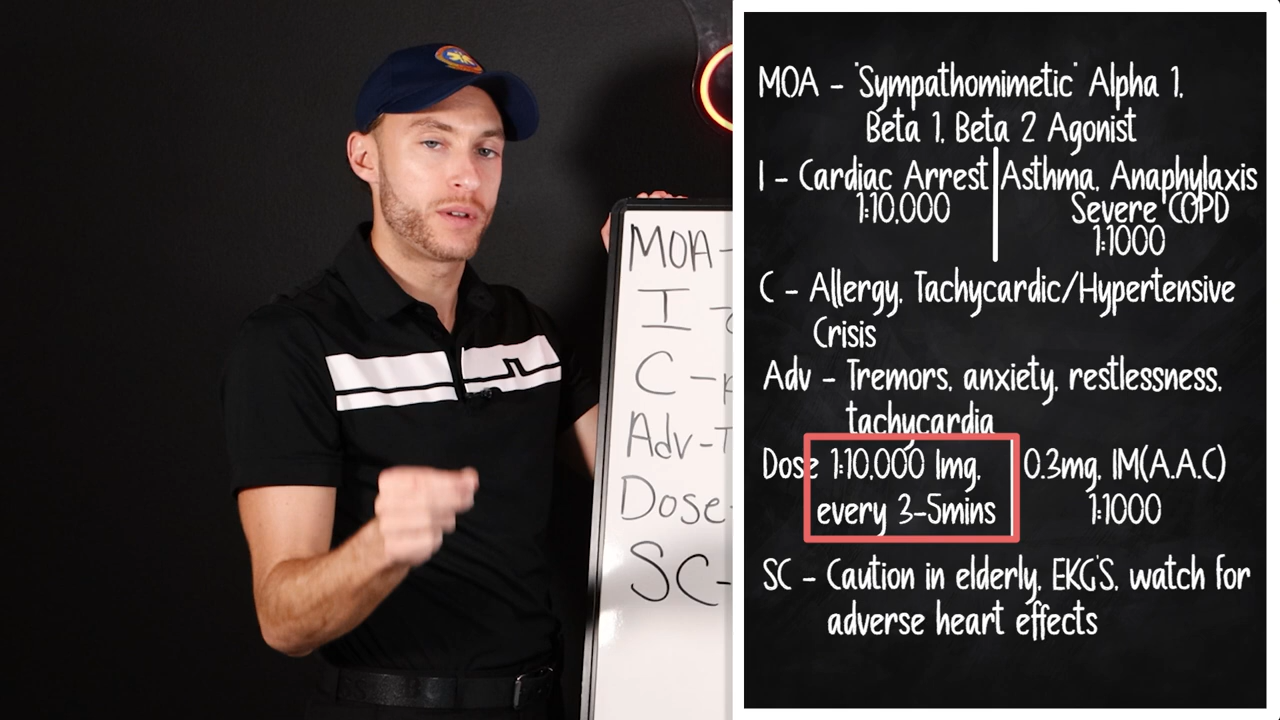 MOA -
I -
C -
Adv -
Dose
SC -
MOA - "Sympathomimetic" Alpha 1,
Beta 1, Beta 2 Agonist
I - Cardiac Arrest | Asthma, Anaphylaxis
1:10,000 Severe COPD
1:1000
C - Allergy, Tachycardic/Hypertensive
Crisis
Adv - Tremors, anxiety, restlessness,
tachycardia
Dose 1:10,000 1mg, 0.3mg, IM(A.A.C)
every 3-5mins 1:1000
SC - Caution in elderly, EKG'S, watch for
adverse heart effects